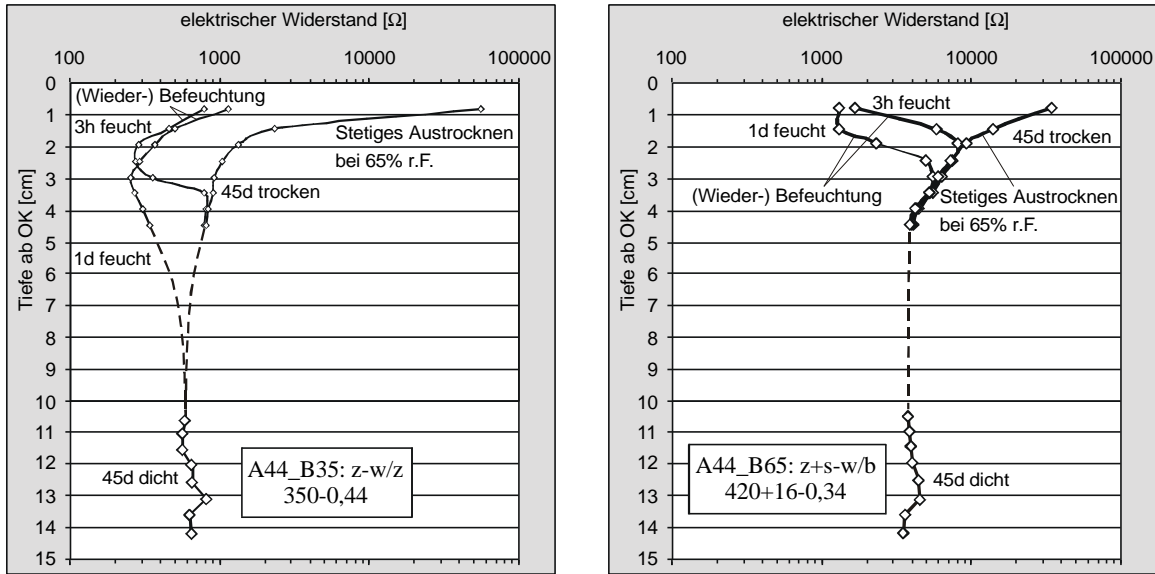 elektrischer Widerstand [Ω]
100 1000 10000 100000
Tiefe ab OK [cm]
0
1
2
3
4
5
6
7
8
9
10
11
12
13
14
15
(Wieder-) Befeuchtung
3h feucht
Stetiges Austrocknen
bei 65% r.F.
45d trocken
1d feucht
45d dicht
A44_B35: z-w/z
350-0,44
elektrischer Widerstand [Ω]
100 1000 10000 100000
Tiefe ab OK [cm]
0
1
2
3
4
5
6
7
8
9
10
11
12
13
14
15
3h feucht
1d feucht
45d trocken
(Wieder-) Befeuchtung
Stetiges Austrocknen
bei 65% r.F.
45d dicht
A44_B65: z+s-w/b
420+16-0,34